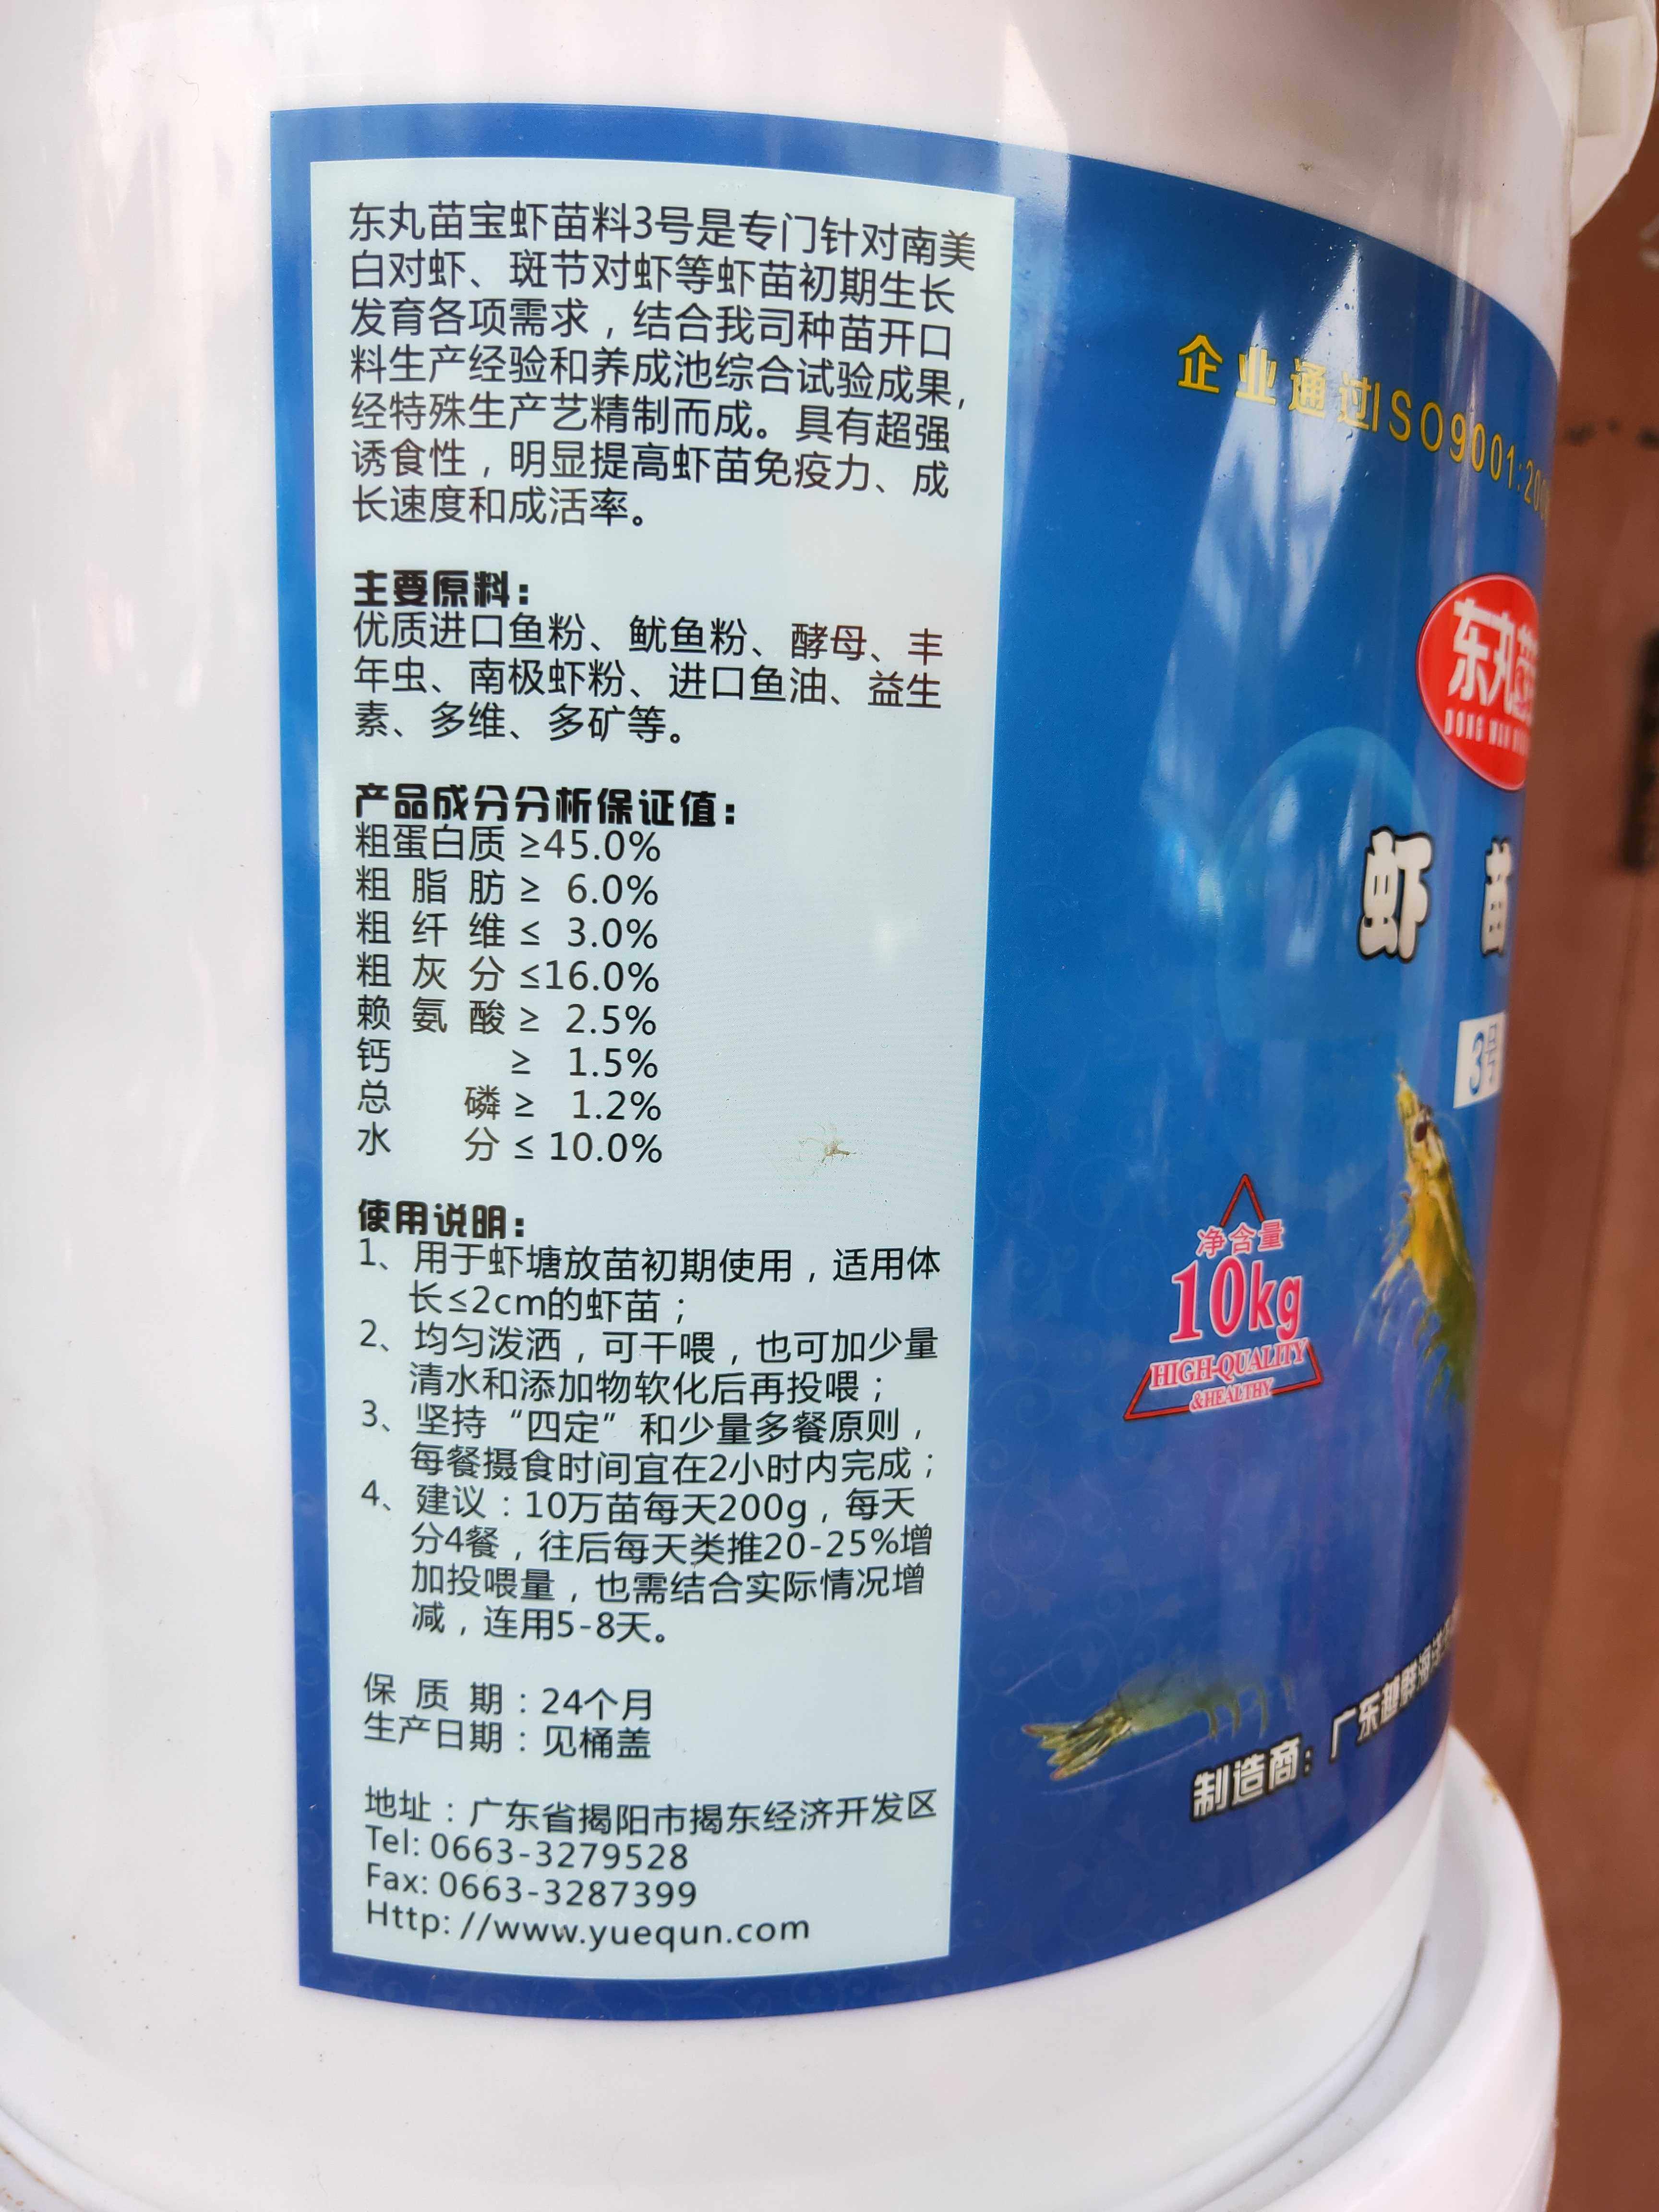 东丸苗宝虾苗料3号是专门针对南美
白对虾、斑节对虾等虾苗初期生长
发育各项需求，结合我司种苗开口
料生产经验和养成池综合试验成果，
经特殊生产艺精制而成。具有超强
诱食性，明显提高虾苗免疫力、成
长速度和成活率。
主要原料：
优质进口鱼粉、鱿鱼粉、酵母、丰
年虫、南极虾粉、进口鱼油、益生
素、多维、多矿等。
产品成分分析保证值：
粗蛋白质 ≥45.0%
粗 脂 肪 ≥ 6.0%
粗 纤 维 ≤ 3.0%
粗 灰 分 ≤16.0%
赖 氨 酸 ≥ 2.5%
钙 ≥ 1.5%
总 磷 ≥ 1.2%
水 分 ≤ 10.0%
使用说明：
1、用于虾塘放苗初期使用，适用体
长≤2cm的虾苗；
2、均匀泼洒，可干喂，也可加少量
清水和添加物软化后再投喂；
3、坚持“四定”和少量多餐原则，
每餐摄食时间宜在2小时内完成；
4、建议：10万苗每天200g，每天
分4餐，往后每天类推20-25%增
加投喂量，也需结合实际情况增
减，连用5-8天。
保 质 期：24个月
生产日期：见桶盖
地址：广东省揭阳市揭东经济开发区
Tel: 0663-3279528
Fax: 0663-3287399
Http: //www.yuequn.com
企业通过ISO9001:200
东丸苗
DONG WAN
虾 苗
3号
净含量
10kg
HIGH-QUALITY
&HEALTHY
制造商：广东越群海洋